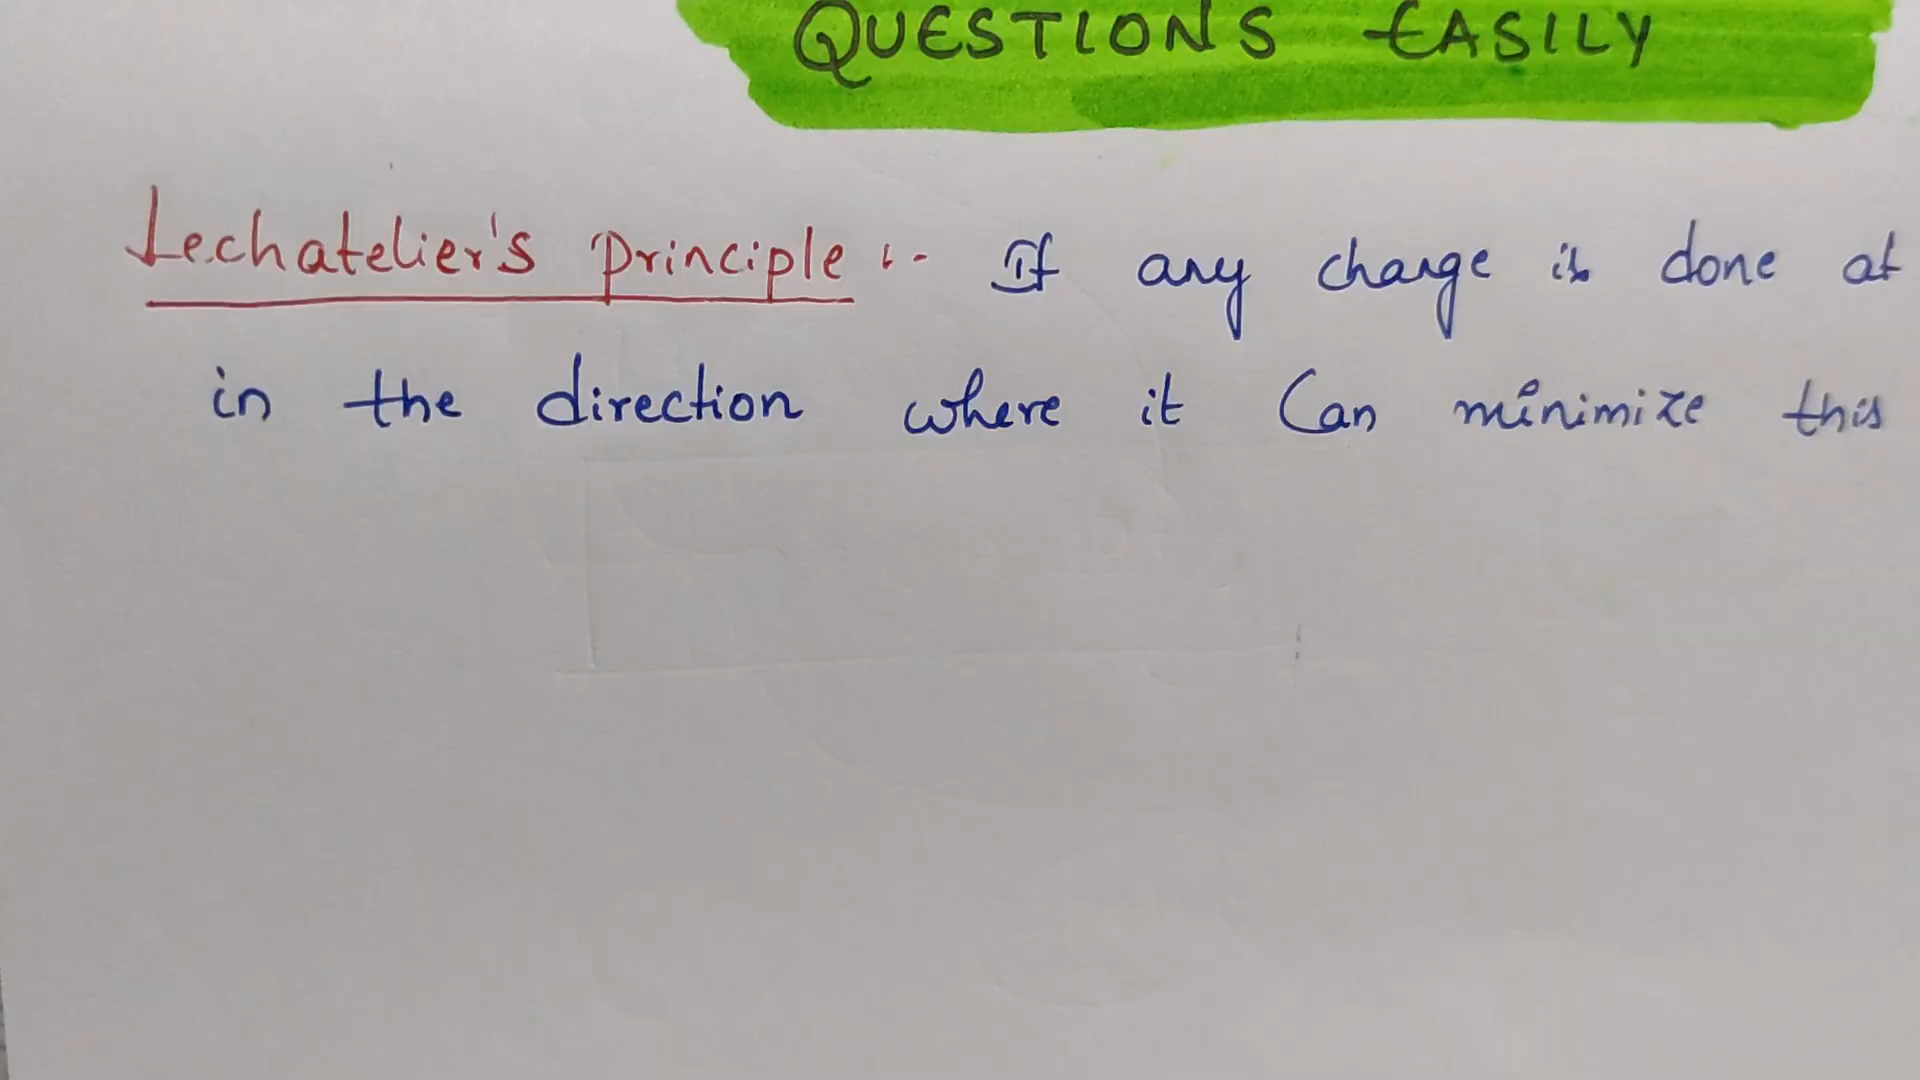 QUESTIONS EASILY
Lechatelier's principle :- If any change is done at
in the direction where it can minimize this